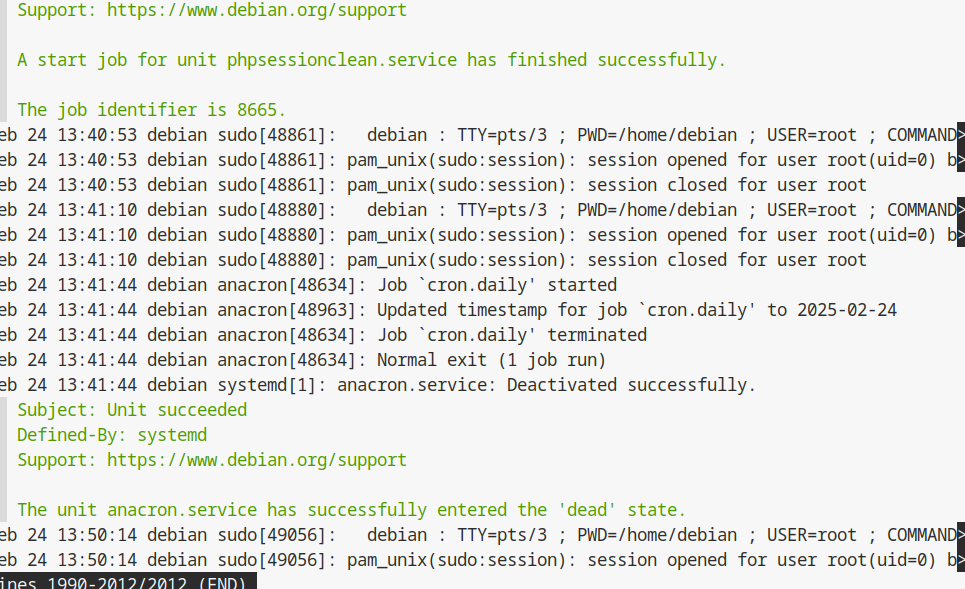 Support: https://www.debian.org/support
A start job for unit phpsessionclean.service has finished successfully.
The job identifier is 8665.
eb 24 13:40:53 debian sudo[48861]:   debian : TTY=pts/3 ; PWD=/home/debian ; USER=root ; COMMAND>
eb 24 13:40:53 debian sudo[48861]: pam_unix(sudo:session): session opened for user root(uid=0) b>
eb 24 13:40:53 debian sudo[48861]: pam_unix(sudo:session): session closed for user root
eb 24 13:41:10 debian sudo[48880]:   debian : TTY=pts/3 ; PWD=/home/debian ; USER=root ; COMMAND>
eb 24 13:41:10 debian sudo[48880]: pam_unix(sudo:session): session opened for user root(uid=0) b>
eb 24 13:41:10 debian sudo[48880]: pam_unix(sudo:session): session closed for user root
eb 24 13:41:44 debian anacron[48634]: Job `cron.daily' started
eb 24 13:41:44 debian anacron[48963]: Updated timestamp for job `cron.daily' to 2025-02-24
eb 24 13:41:44 debian anacron[48634]: Job `cron.daily' terminated
eb 24 13:41:44 debian anacron[48634]: Normal exit (1 job run)
eb 24 13:41:44 debian systemd[1]: anacron.service: Deactivated successfully.
Subject: Unit succeeded
Defined-By: systemd
Support: https://www.debian.org/support
The unit anacron.service has successfully entered the 'dead' state.
eb 24 13:50:14 debian sudo[49056]:   debian : TTY=pts/3 ; PWD=/home/debian ; USER=root ; COMMAND>
eb 24 13:50:14 debian sudo[49056]: pam_unix(sudo:session): session opened for user root(uid=0) b>
ines 1990-2012/2012 (END)